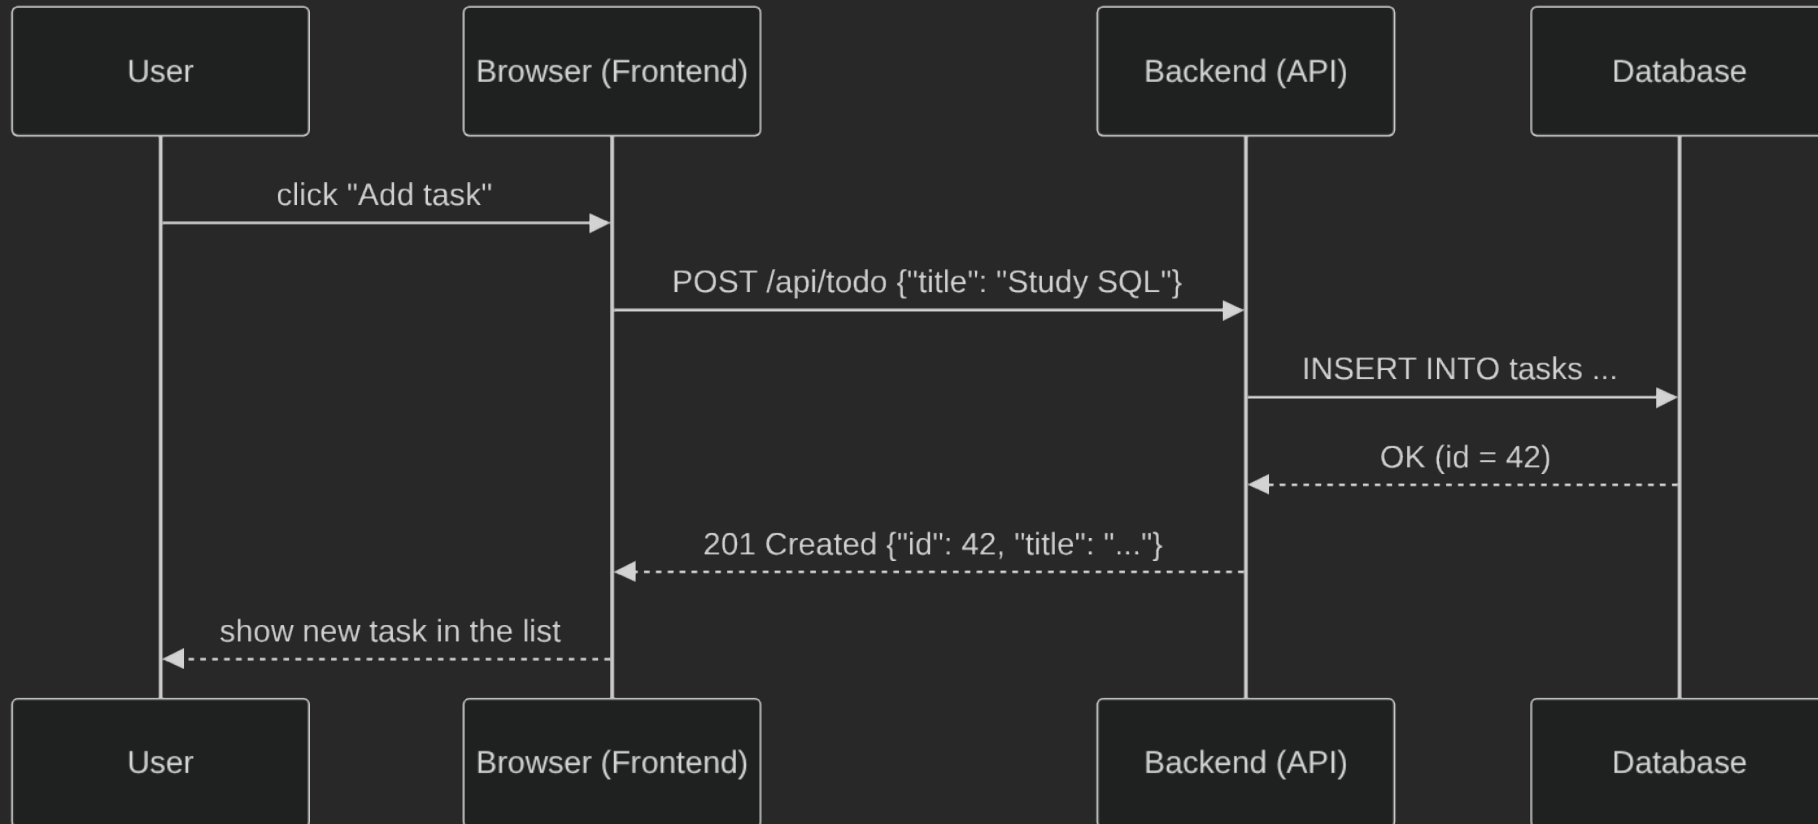 User
Browser (Frontend)
Backend (API)
Database
click "Add task"
POST /api/todo {"title": "Study SQL"}
INSERT INTO tasks ...
OK (id = 42)
201 Created {"id": 42, "title": "..."}
show new task in the list
User
Browser (Frontend)
Backend (API)
Database